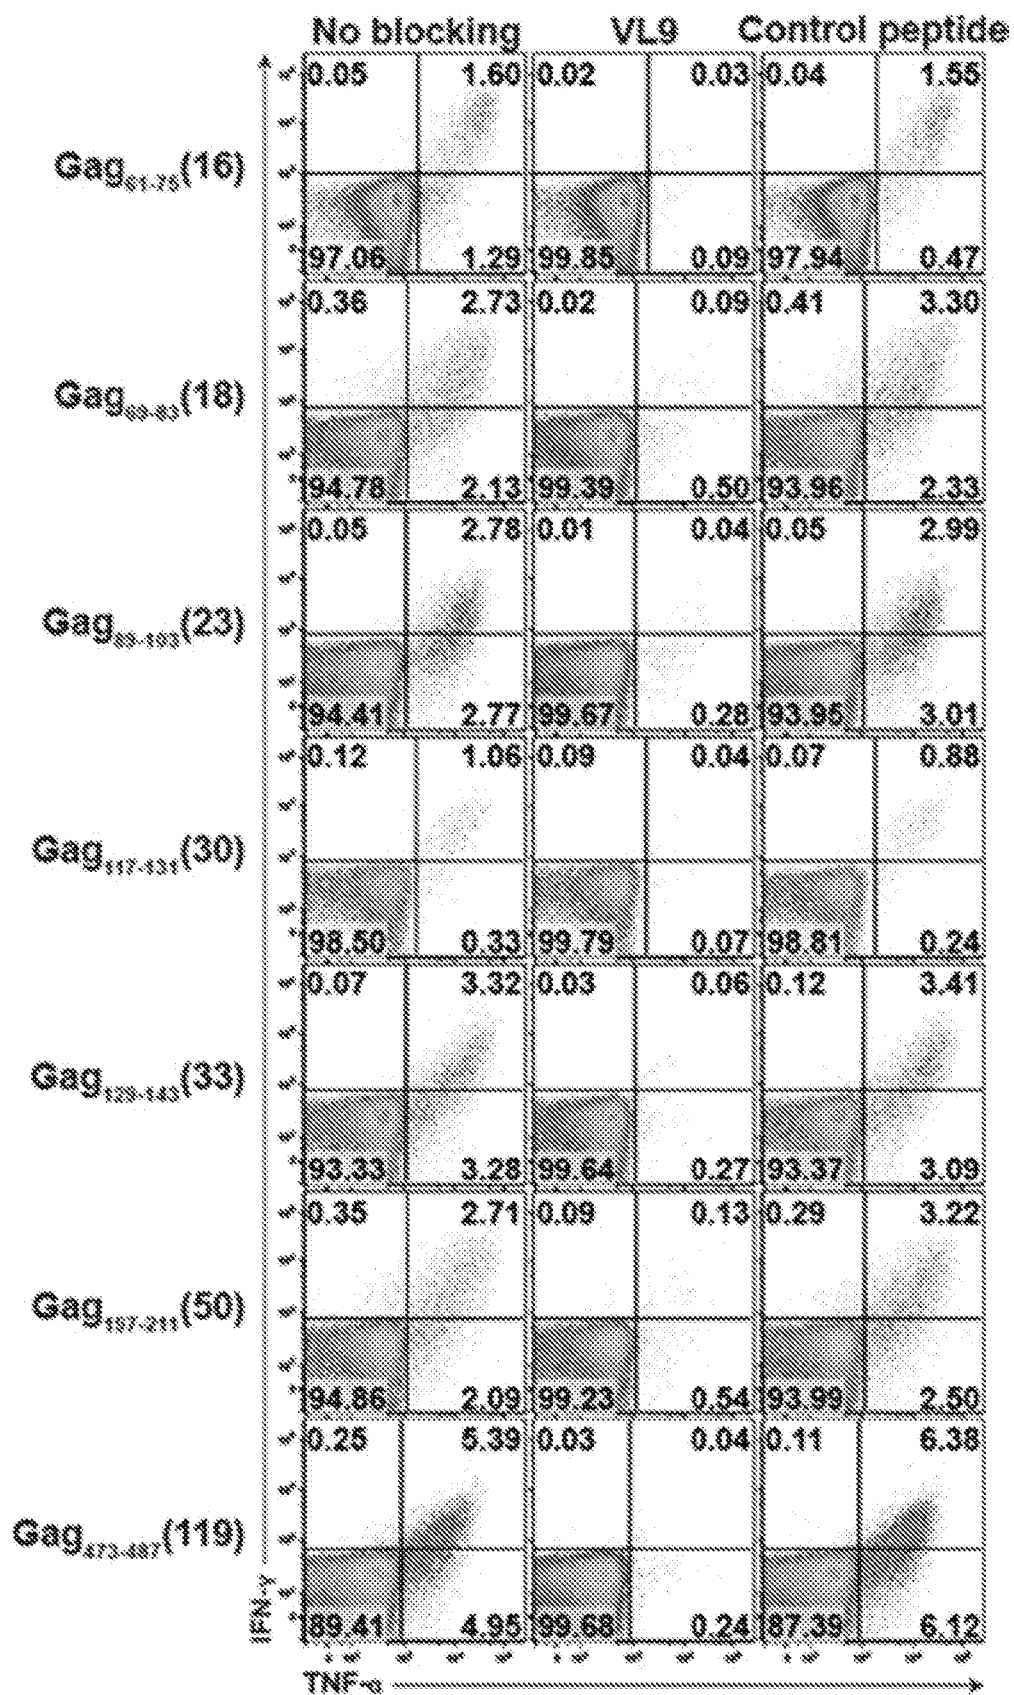 No blocking VL9 Control peptide
0.05 1.60 0.02 0.03 0.04 1.55
Gag61-75(16)
97.06 1.29 99.85 0.09 97.94 0.47
0.36 2.73 0.02 0.09 0.41 3.30
Gag69-83(18)
94.78 2.13 99.39 0.50 93.96 2.33
0.05 2.78 0.01 0.04 0.05 2.99
Gag89-103(23)
94.41 2.77 99.67 0.28 93.95 3.01
0.12 1.06 0.09 0.04 0.07 0.88
Gag117-131(30)
98.50 0.33 99.79 0.07 98.81 0.24
0.07 3.32 0.03 0.06 0.12 3.41
Gag129-143(33)
93.33 3.28 99.64 0.27 93.37 3.09
0.35 2.71 0.09 0.13 0.29 3.22
Gag197-211(50)
94.86 2.09 99.23 0.54 93.99 2.50
0.25 5.39 0.03 0.04 0.11 6.38
Gag473-487(119)
89.41 4.95 99.68 0.24 87.39 6.12
IFN-γ
TNF-α